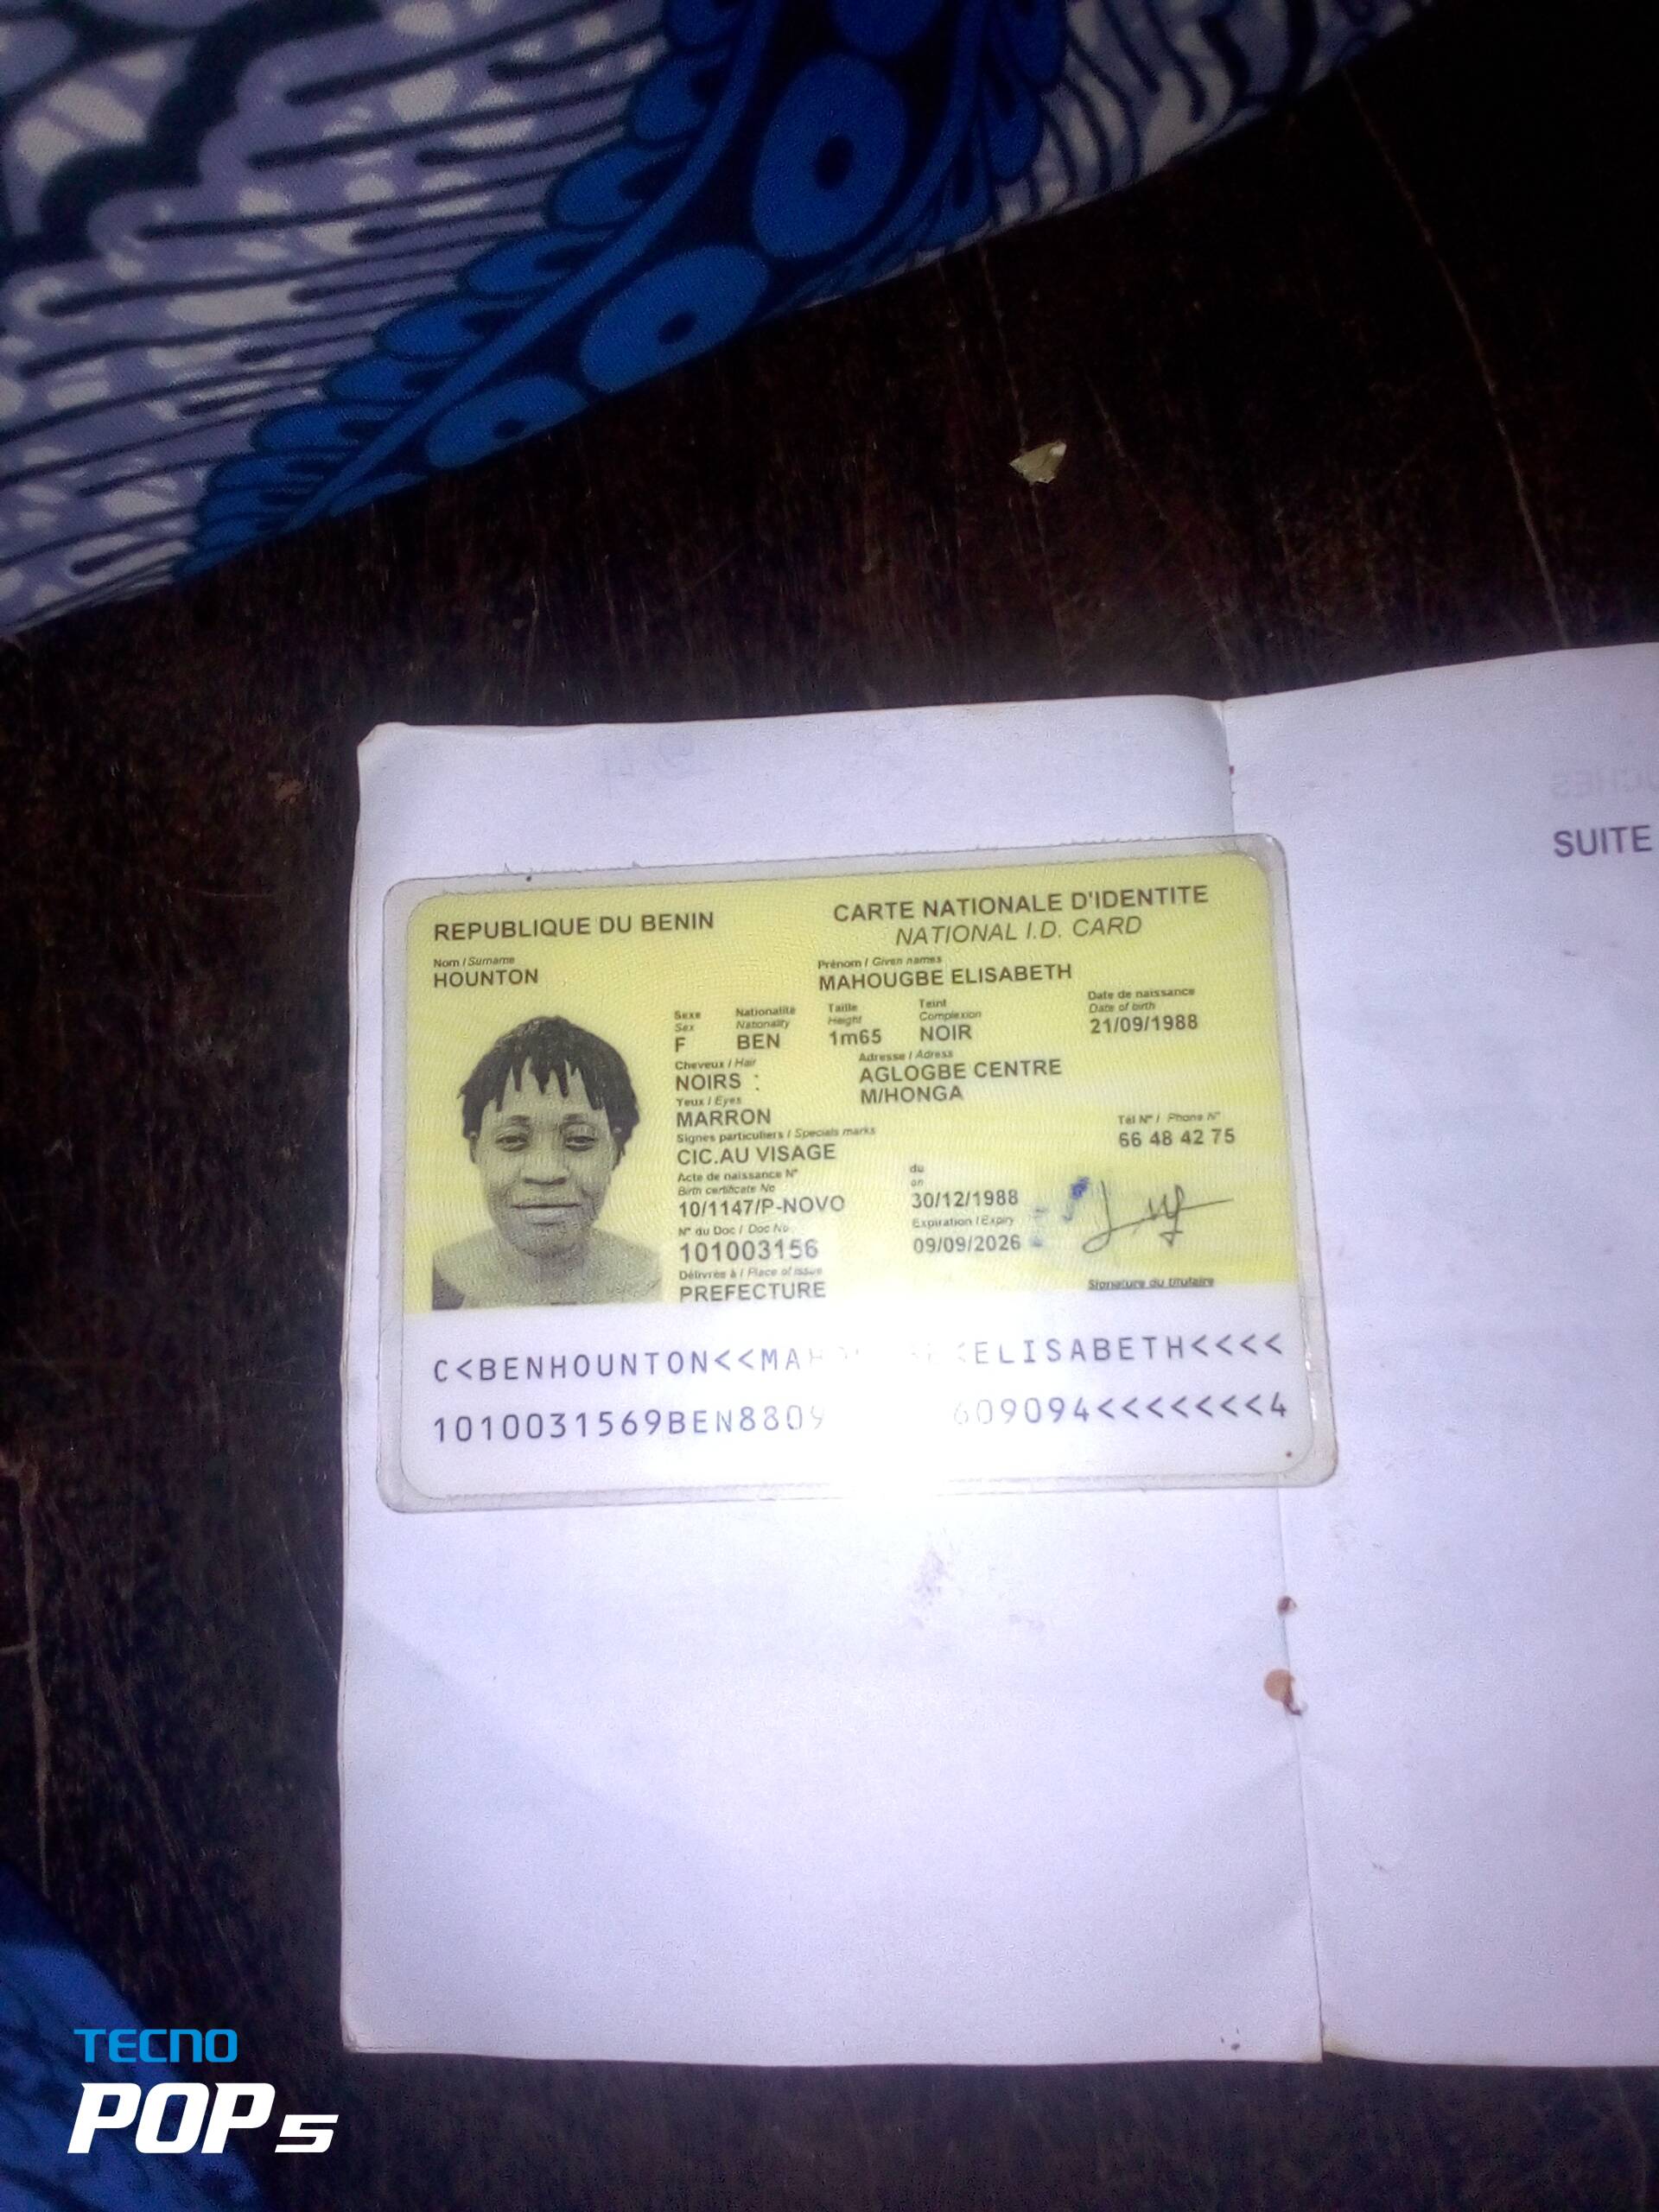 REPUBLIQUE DU BENIN
CARTE NATIONALE D'IDENTITE
NATIONAL I.D. CARD
Nom / Surname
HOUNTON
Prénom / Given names
MAHOUGBE ELISABETH
Sexe
Sex
F
Nationalité
Nationality
BEN
Taille
Height
1m65
Teint
Complexion
NOIR
Date de naissance
Date of birth
21/09/1988
Cheveux / Hair
NOIRS :
Adresse / Adress
AGLOGBE CENTRE
M/HONGA
Yeux / Eyes
MARRON
Tél N° / Phone N°
66 48 42 75
Signes particuliers / Specials marks
CIC.AU VISAGE
Acte de naissance N°
Birth certificate No
10/1147/P-NOVO
du
on
30/12/1988
N° du Doc / Doc No
101003156
Expiration / Expiry
09/09/2026
Délivrée à / Place of issue
PREFECTURE
Signature du titulaire
C<BENHOUNTON<<MAH <ELISABETH<<<<
1010031569BEN8809 609094<<<<<<<4
SUITE
TECNO
POP 5